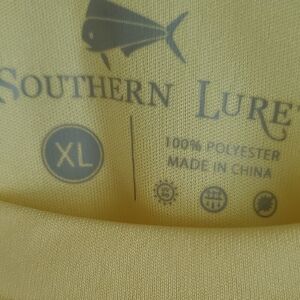 SOUTHERN LURE
XL
100% POLYESTER
MADE IN CHINA